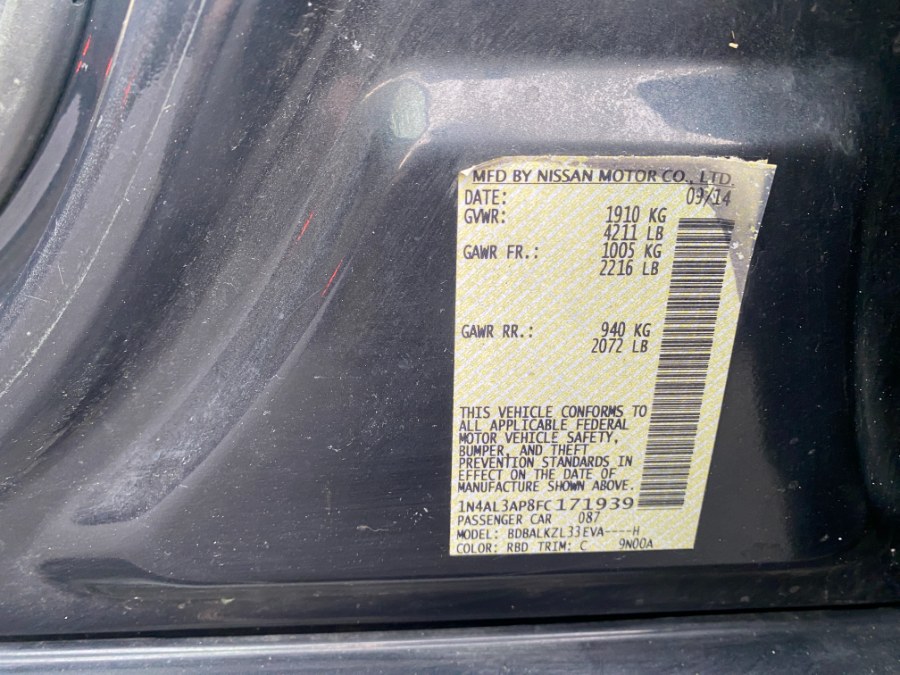 MFD BY NISSAN MOTOR CO., LTD.
DATE: 09/14
GVWR: 1910 KG
4211 LB
GAWR FR.: 1005 KG
2216 LB
GAWR RR.: 940 KG
2072 LB
THIS VEHICLE CONFORMS TO
ALL APPLICABLE FEDERAL
MOTOR VEHICLE SAFETY,
BUMPER, AND THEFT
PREVENTION STANDARDS IN
EFFECT ON THE DATE OF
MANUFACTURE SHOWN ABOVE.
1N4AL3AP8FC171939
PASSENGER CAR 087
MODEL: BDBALKZL33EVA----H
COLOR: RBD TRIM: C 9N00A